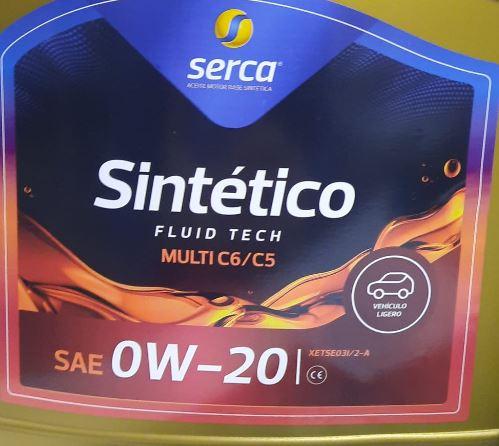 serca®
ACEITE MOTOR BASE SINTÉTICA
Sintético
FLUID TECH
MULTI C6/C5
VEHÍCULO
LIGERO
SAE 0W-20
XETSE03I/2-A
CE